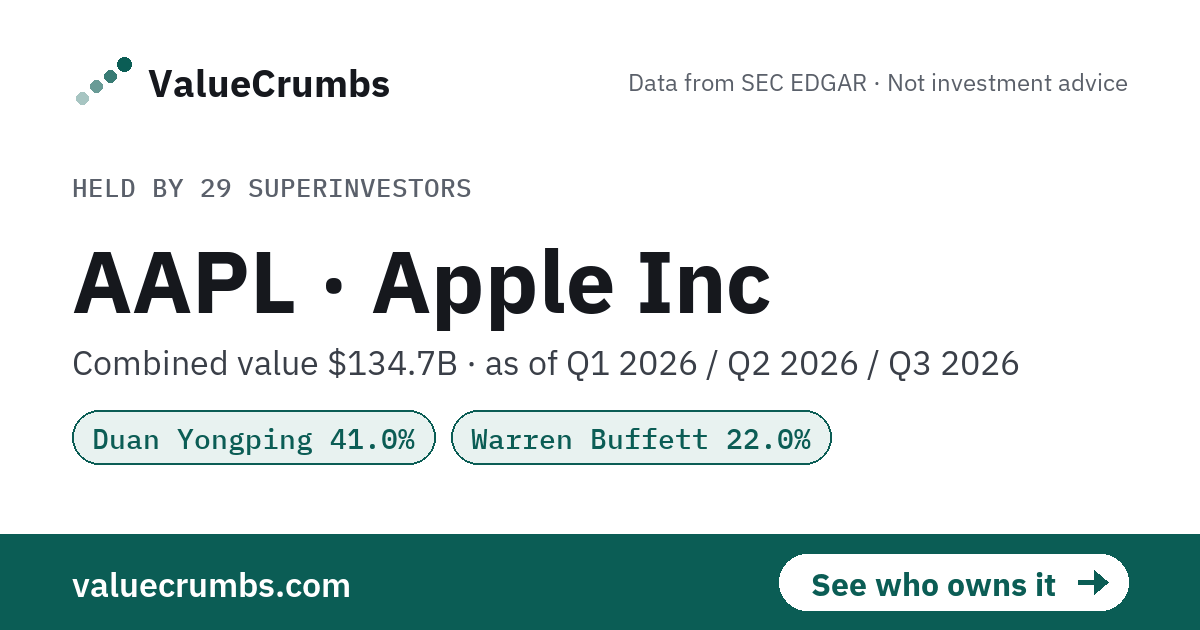 ValueCrumbs
Data from SEC EDGAR · Not investment advice
HELD BY 29 SUPERINVESTORS
AAPL · Apple Inc
Combined value $134.7B · as of Q1 2026 / Q2 2026 / Q3 2026
Duan Yongping 41.0%
Warren Buffett 22.0%
valuecrumbs.com
See who owns it →